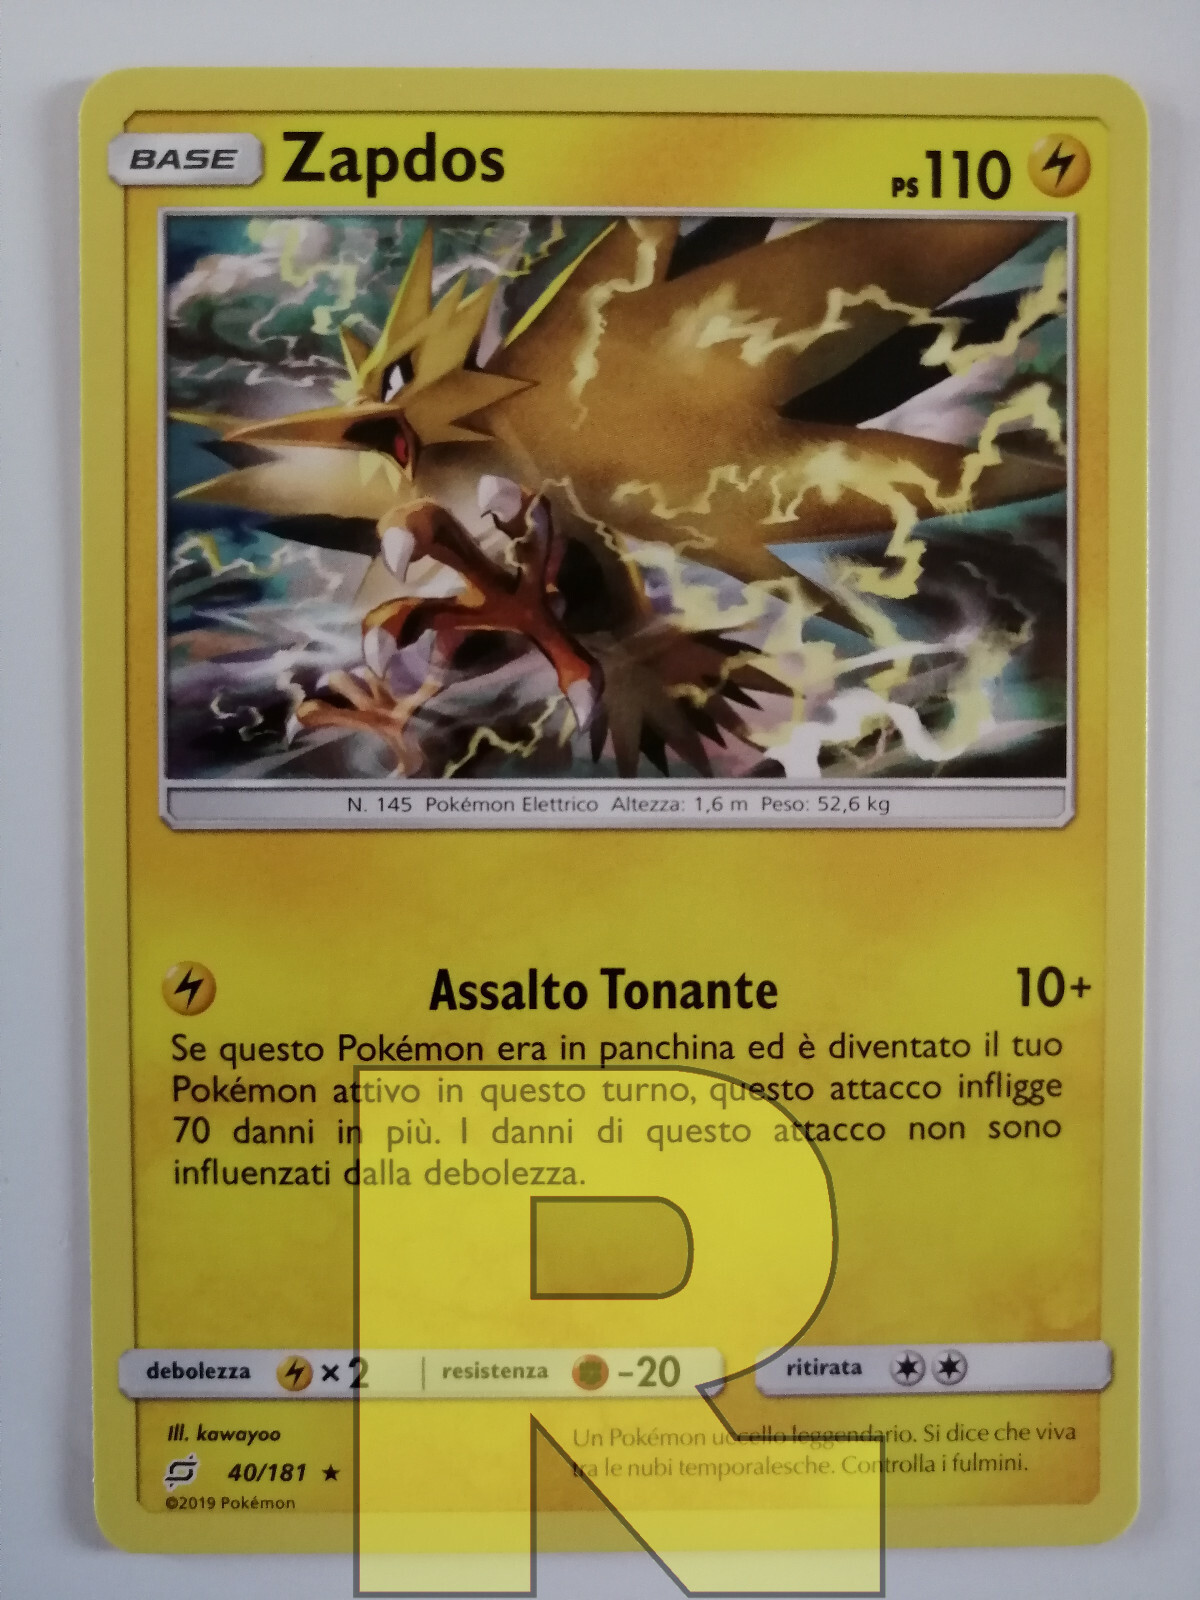 BASE Zapdos PS 110
N. 145 Pokémon Elettrico Altezza: 1,6 m Peso: 52,6 kg
Assalto Tonante 10+
Se questo Pokémon era in panchina ed è diventato il tuo
Pokémon attivo in questo turno, questo attacco infligge
70 danni in più. I danni di questo attacco non sono
influenzati dalla debolezza.
debolezza × 2 resistenza -20 ritirata
Ill. kawayoo
40/181 ★
©2019 Pokémon
Un Pokémon uccello leggendario. Si dice che viva
tra le nubi temporalesche. Controlla i fulmini.
R